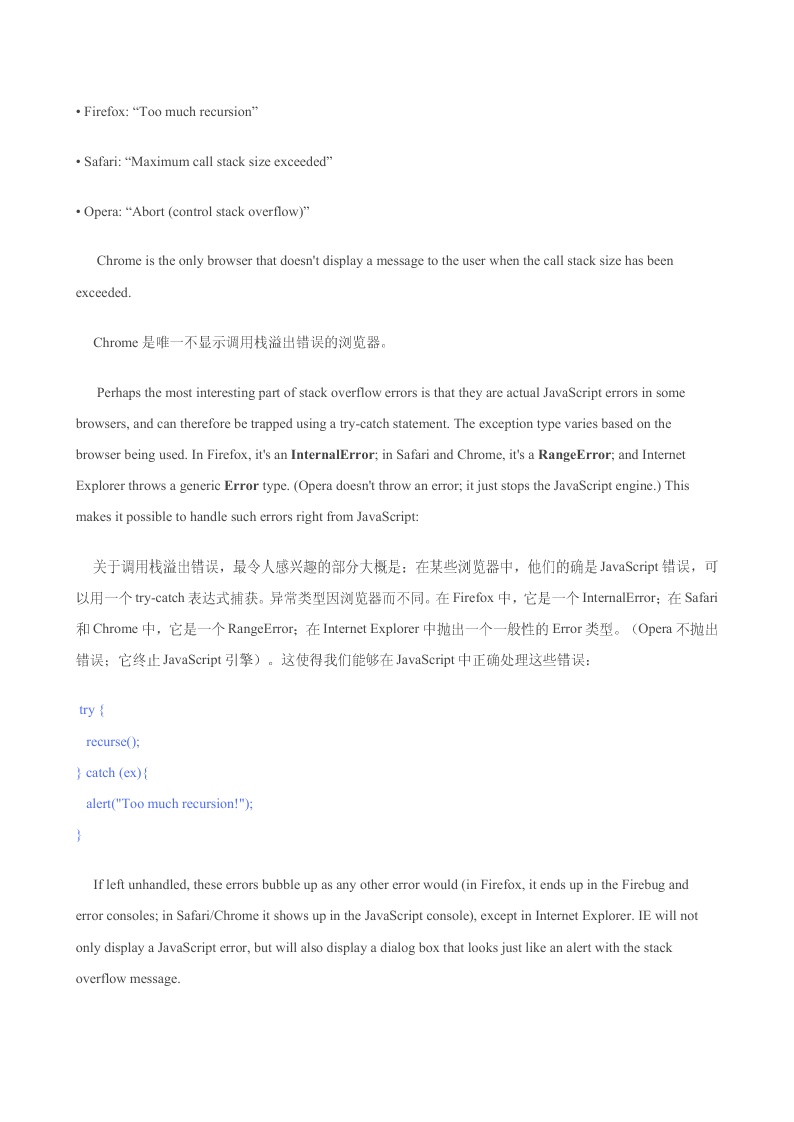 • Firefox: “Too much recursion”
• Safari: “Maximum call stack size exceeded”
• Opera: “Abort (control stack overflow)”
Chrome is the only browser that doesn't display a message to the user when the call stack size has been
exceeded.
Chrome 是唯一不显示调用栈溢出错误的浏览器。
Perhaps the most interesting part of stack overflow errors is that they are actual JavaScript errors in some
browsers, and can therefore be trapped using a try-catch statement. The exception type varies based on the
browser being used. In Firefox, it's an InternalError; in Safari and Chrome, it's a RangeError; and Internet
Explorer throws a generic Error type. (Opera doesn't throw an error; it just stops the JavaScript engine.) This
makes it possible to handle such errors right from JavaScript:
关于调用栈溢出错误，最令人感兴趣的部分大概是：在某些浏览器中，他们的确是 JavaScript 错误，可
以用一个 try-catch 表达式捕获。异常类型因浏览器而不同。在 Firefox 中，它是一个 InternalError；在 Safari
和 Chrome 中，它是一个 RangeError；在 Internet Explorer 中抛出一个一般性的 Error 类型。（Opera 不抛出
错误；它终止 JavaScript 引擎）。这使得我们能够在 JavaScript 中正确处理这些错误：
try {
recurse();
} catch (ex){
alert("Too much recursion!");
}
If left unhandled, these errors bubble up as any other error would (in Firefox, it ends up in the Firebug and
error consoles; in Safari/Chrome it shows up in the JavaScript console), except in Internet Explorer. IE will not
only display a JavaScript error, but will also display a dialog box that looks just like an alert with the stack
overflow message.